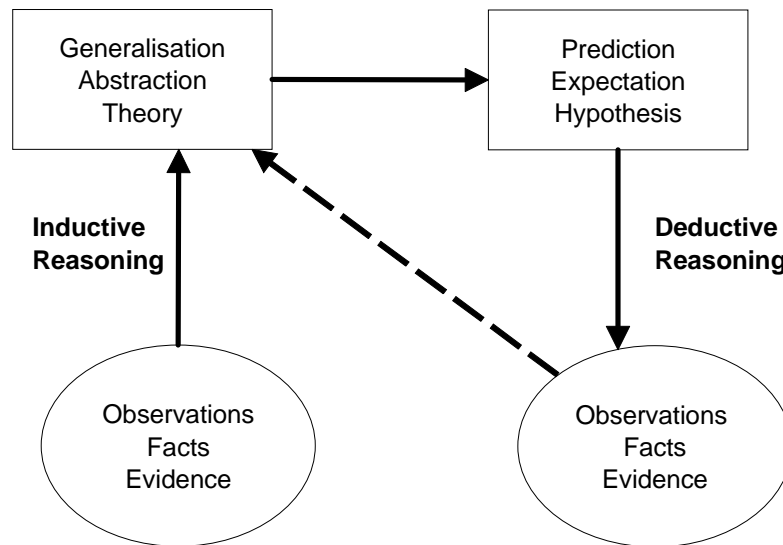 Generalisation
Abstraction
Theory
Prediction
Expectation
Hypothesis
Inductive
Reasoning
Deductive
Reasoning
Observations
Facts
Evidence
Observations
Facts
Evidence